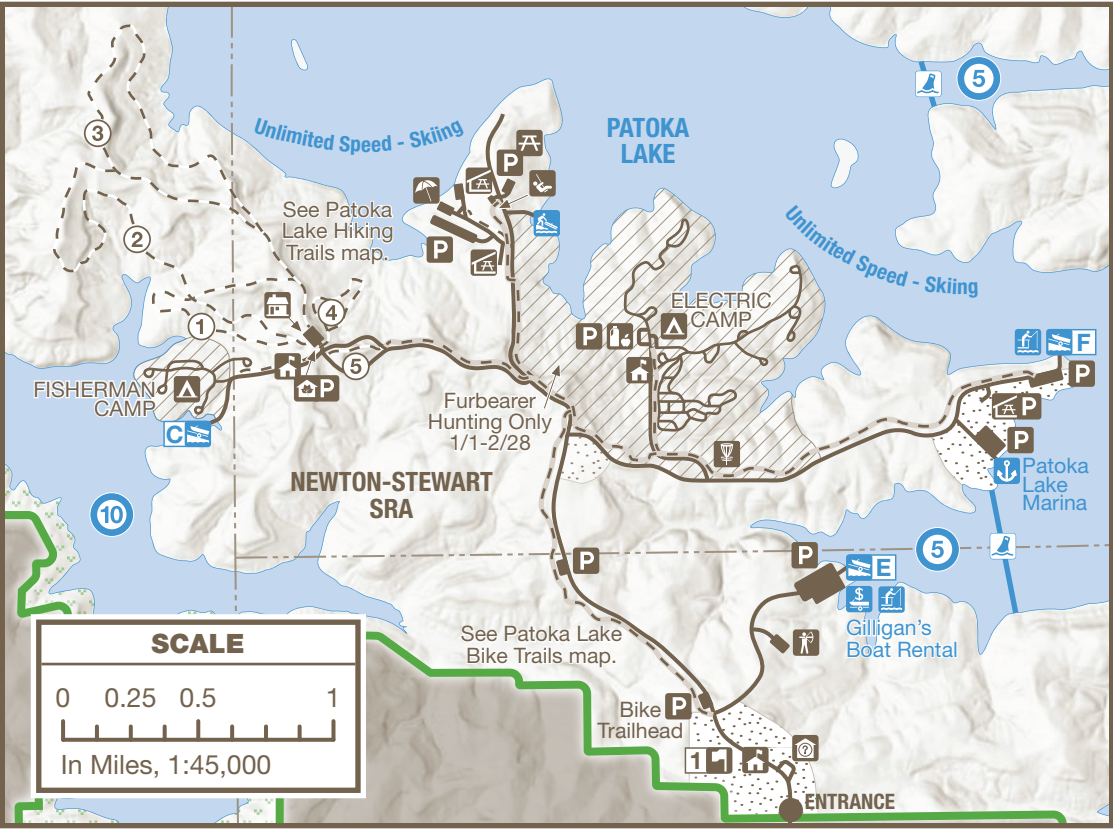 5
3
Unlimited Speed - Skiing
PATOKA
LAKE
P
See Patoka
Lake Hiking
Trails map.
2
P
Unlimited Speed - Skiing
ELECTRIC
CAMP
1
4
P
5
F
P
FISHERMAN
CAMP
P
P
C
Furbearer
Hunting Only
1/1-2/28
P
NEWTON-STEWART
SRA
Patoka
Lake
Marina
10
5
P
P
E
$
Gilligan's
Boat Rental
See Patoka Lake
Bike Trails map.
SCALE
0 0.25 0.5 1
In Miles, 1:45,000
Bike
Trailhead
P
1
?
ENTRANCE